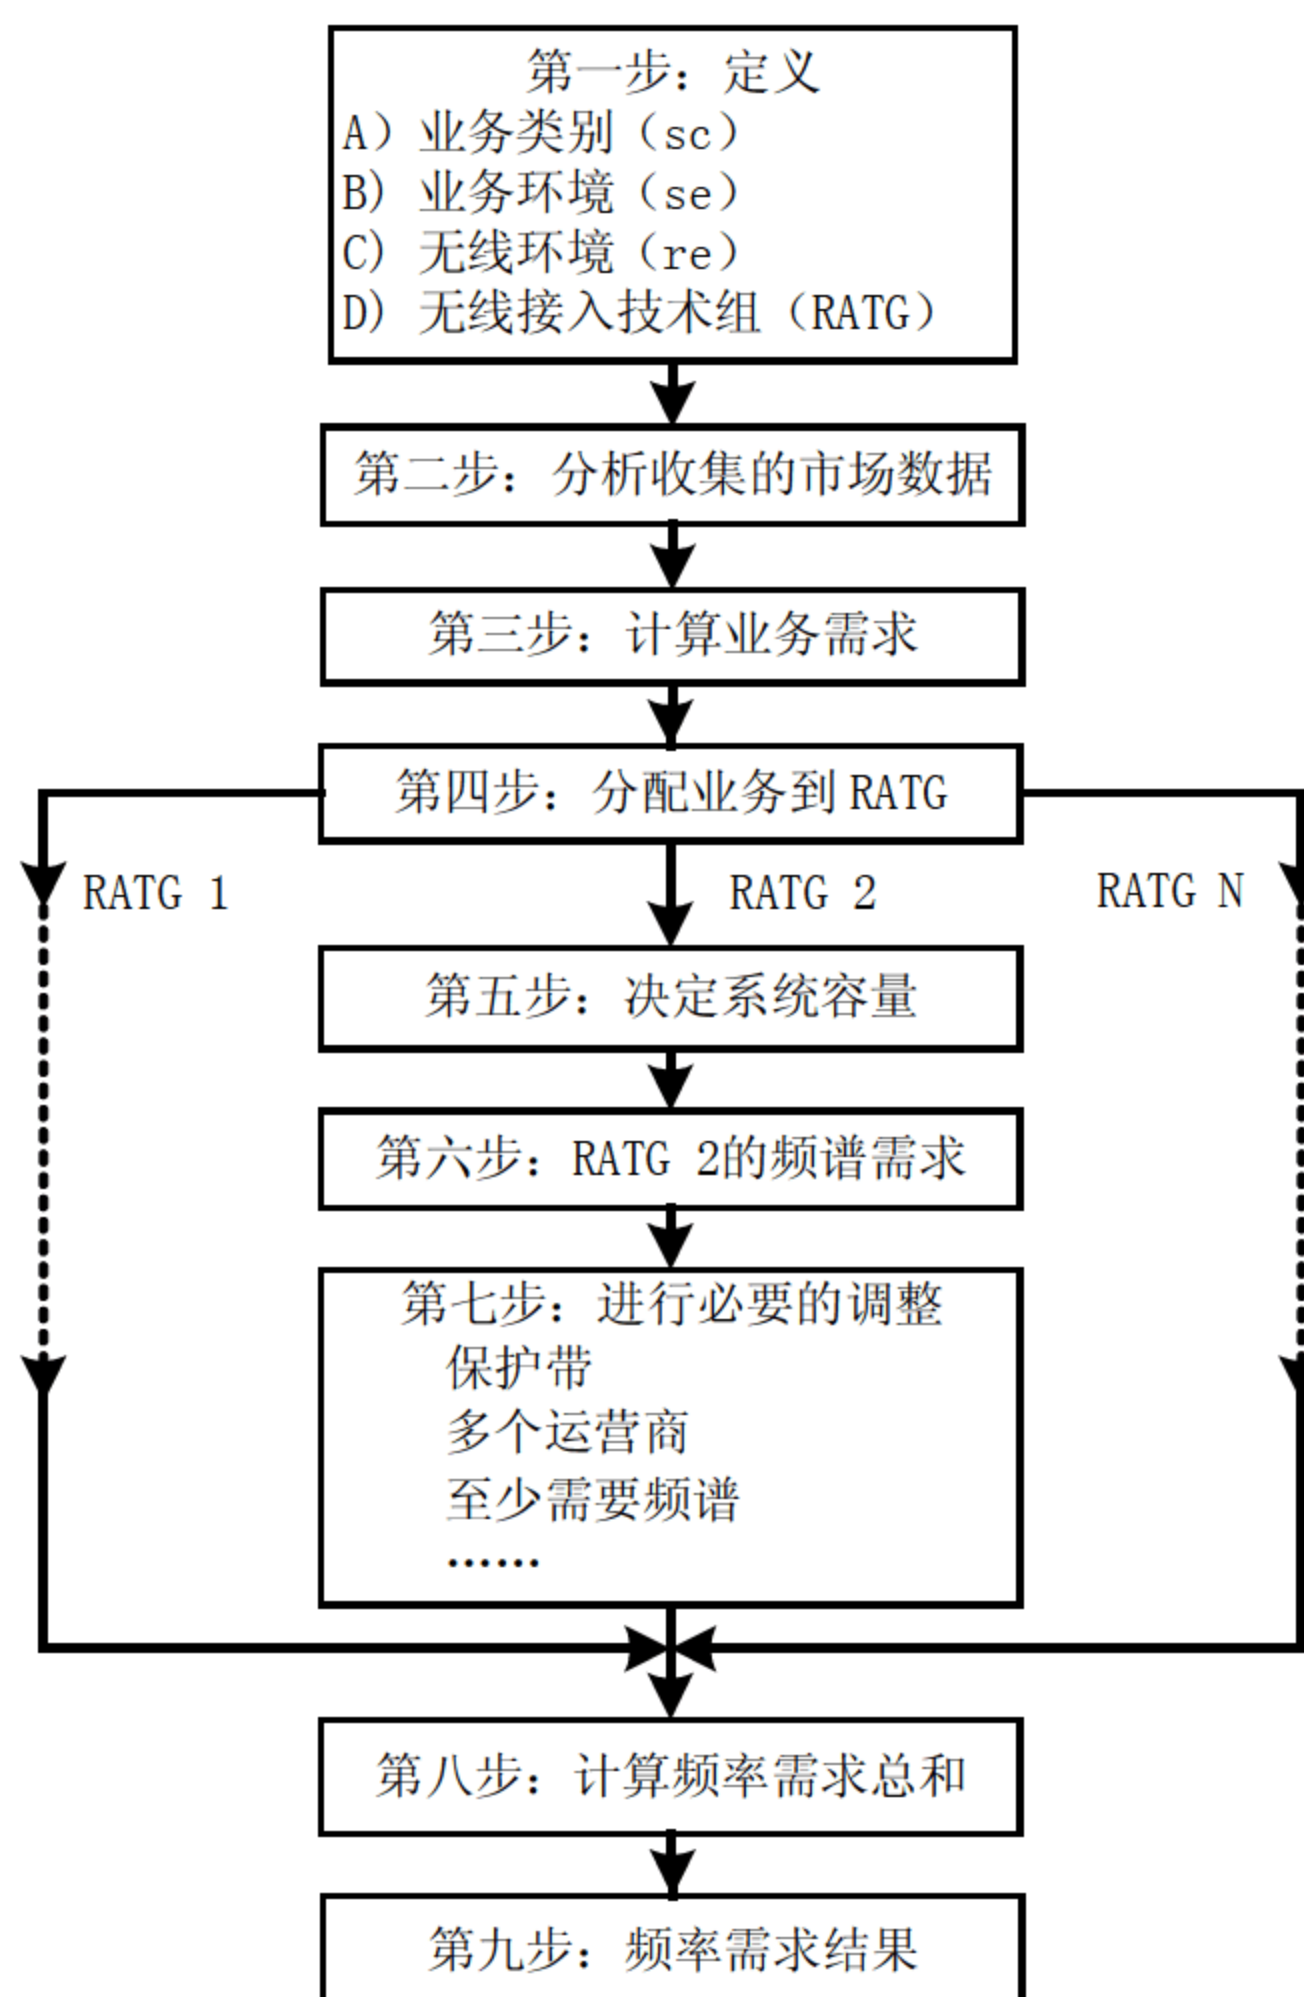 第一步：定义
A）业务类别（sc）
B) 业务环境（se）
C) 无线环境（re）
D) 无线接入技术组（RATG）
第二步：分析收集的市场数据
第三步：计算业务需求
第四步：分配业务到 RATG
RATG 1
RATG 2
RATG N
第五步：决定系统容量
第六步：RATG 2的频谱需求
第七步：进行必要的调整
保护带
多个运营商
至少需要频谱
……
第八步：计算频率需求总和
第九步：频率需求结果